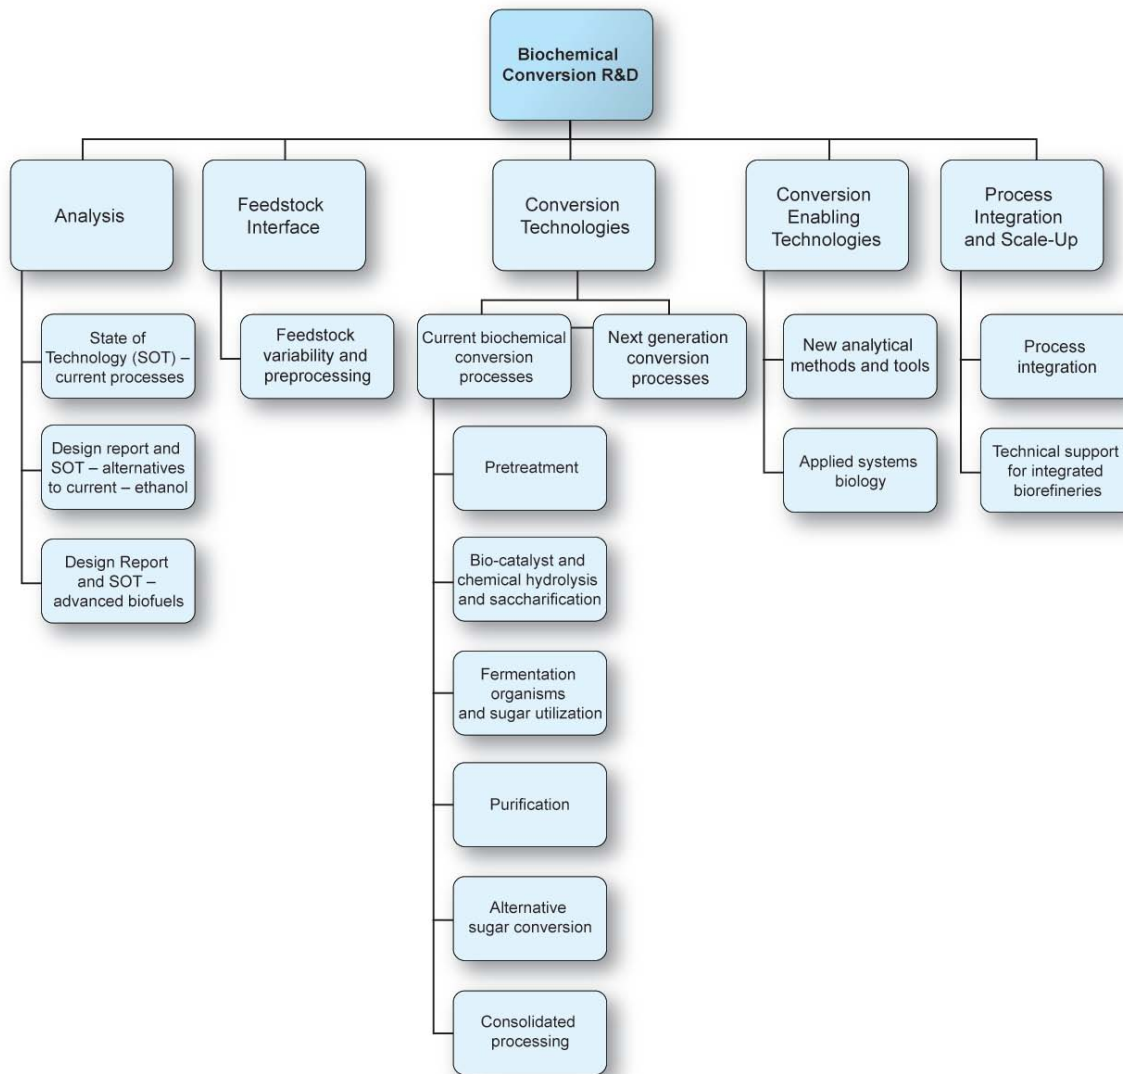 Biochemical
Conversion R&D
Analysis
Feedstock
Interface
Conversion
Technologies
Conversion
Enabling
Technologies
Process
Integration
and Scale-Up
State of
Technology (SOT) –
current processes
Design report and
SOT – alternatives
to current – ethanol
Design Report
and SOT –
advanced biofuels
Feedstock
variability and
preprocessing
Current biochemical
conversion
processes
Next generation
conversion
processes
Pretreatment
Bio-catalyst and
chemical hydrolysis
and saccharification
Fermentation
organisms
and sugar utilization
Purification
Alternative
sugar conversion
Consolidated
processing
New analytical
methods and tools
Applied systems
biology
Process
integration
Technical support
for integrated
biorefineries